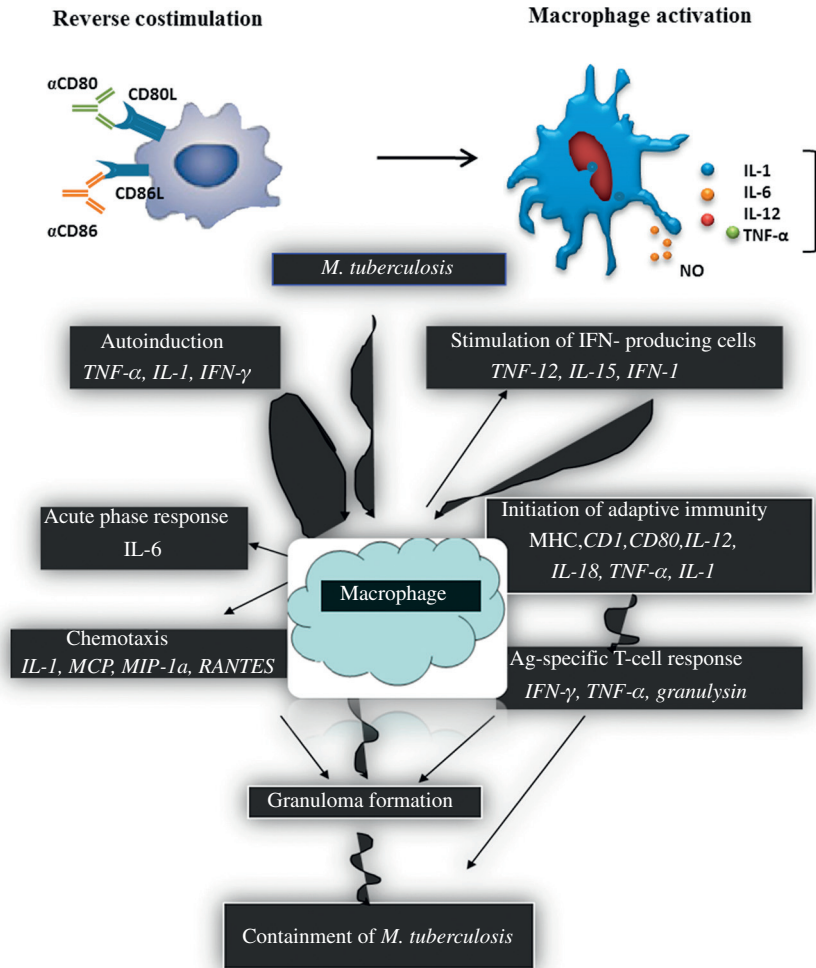 Reverse costimulation
Macrophage activation
αCD80
CD80L
CD86L
αCD86
IL-1
IL-6
IL-12
TNF-α
NO
M. tuberculosis
Autoinduction
TNF-α, IL-1, IFN-γ
Stimulation of IFN- producing cells
TNF-12, IL-15, IFN-1
Acute phase response
IL-6
Initiation of adaptive immunity
MHC,CD1,CD80,IL-12,
IL-18, TNF-α, IL-1
Macrophage
Chemotaxis
IL-1, MCP, MIP-1a, RANTES
Ag-specific T-cell response
IFN-γ, TNF-α, granulysin
Granuloma formation
Containment of M. tuberculosis